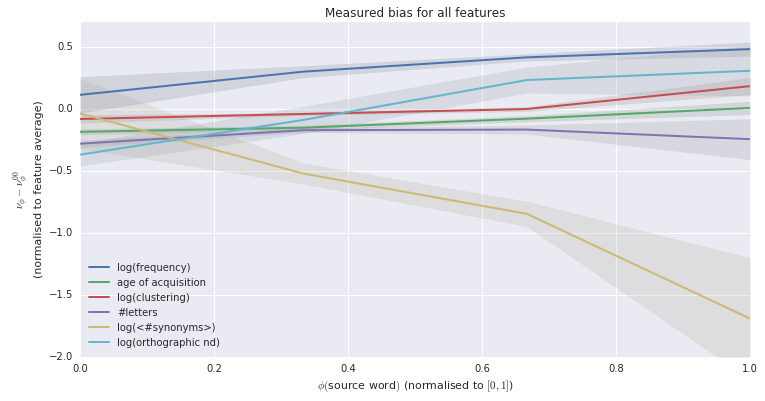 Measured bias for all features
0.5
0.0
−0.5
−1.0
−1.5
−2.0
ν_ϕ − ν_ϕ^00
(normalised to feature average)
log(frequency)
age of acquisition
log(clustering)
#letters
log(<#synonyms>)
log(orthographic nd)
0.0 0.2 0.4 0.6 0.8 1.0
ϕ(source word) (normalised to [0, 1])